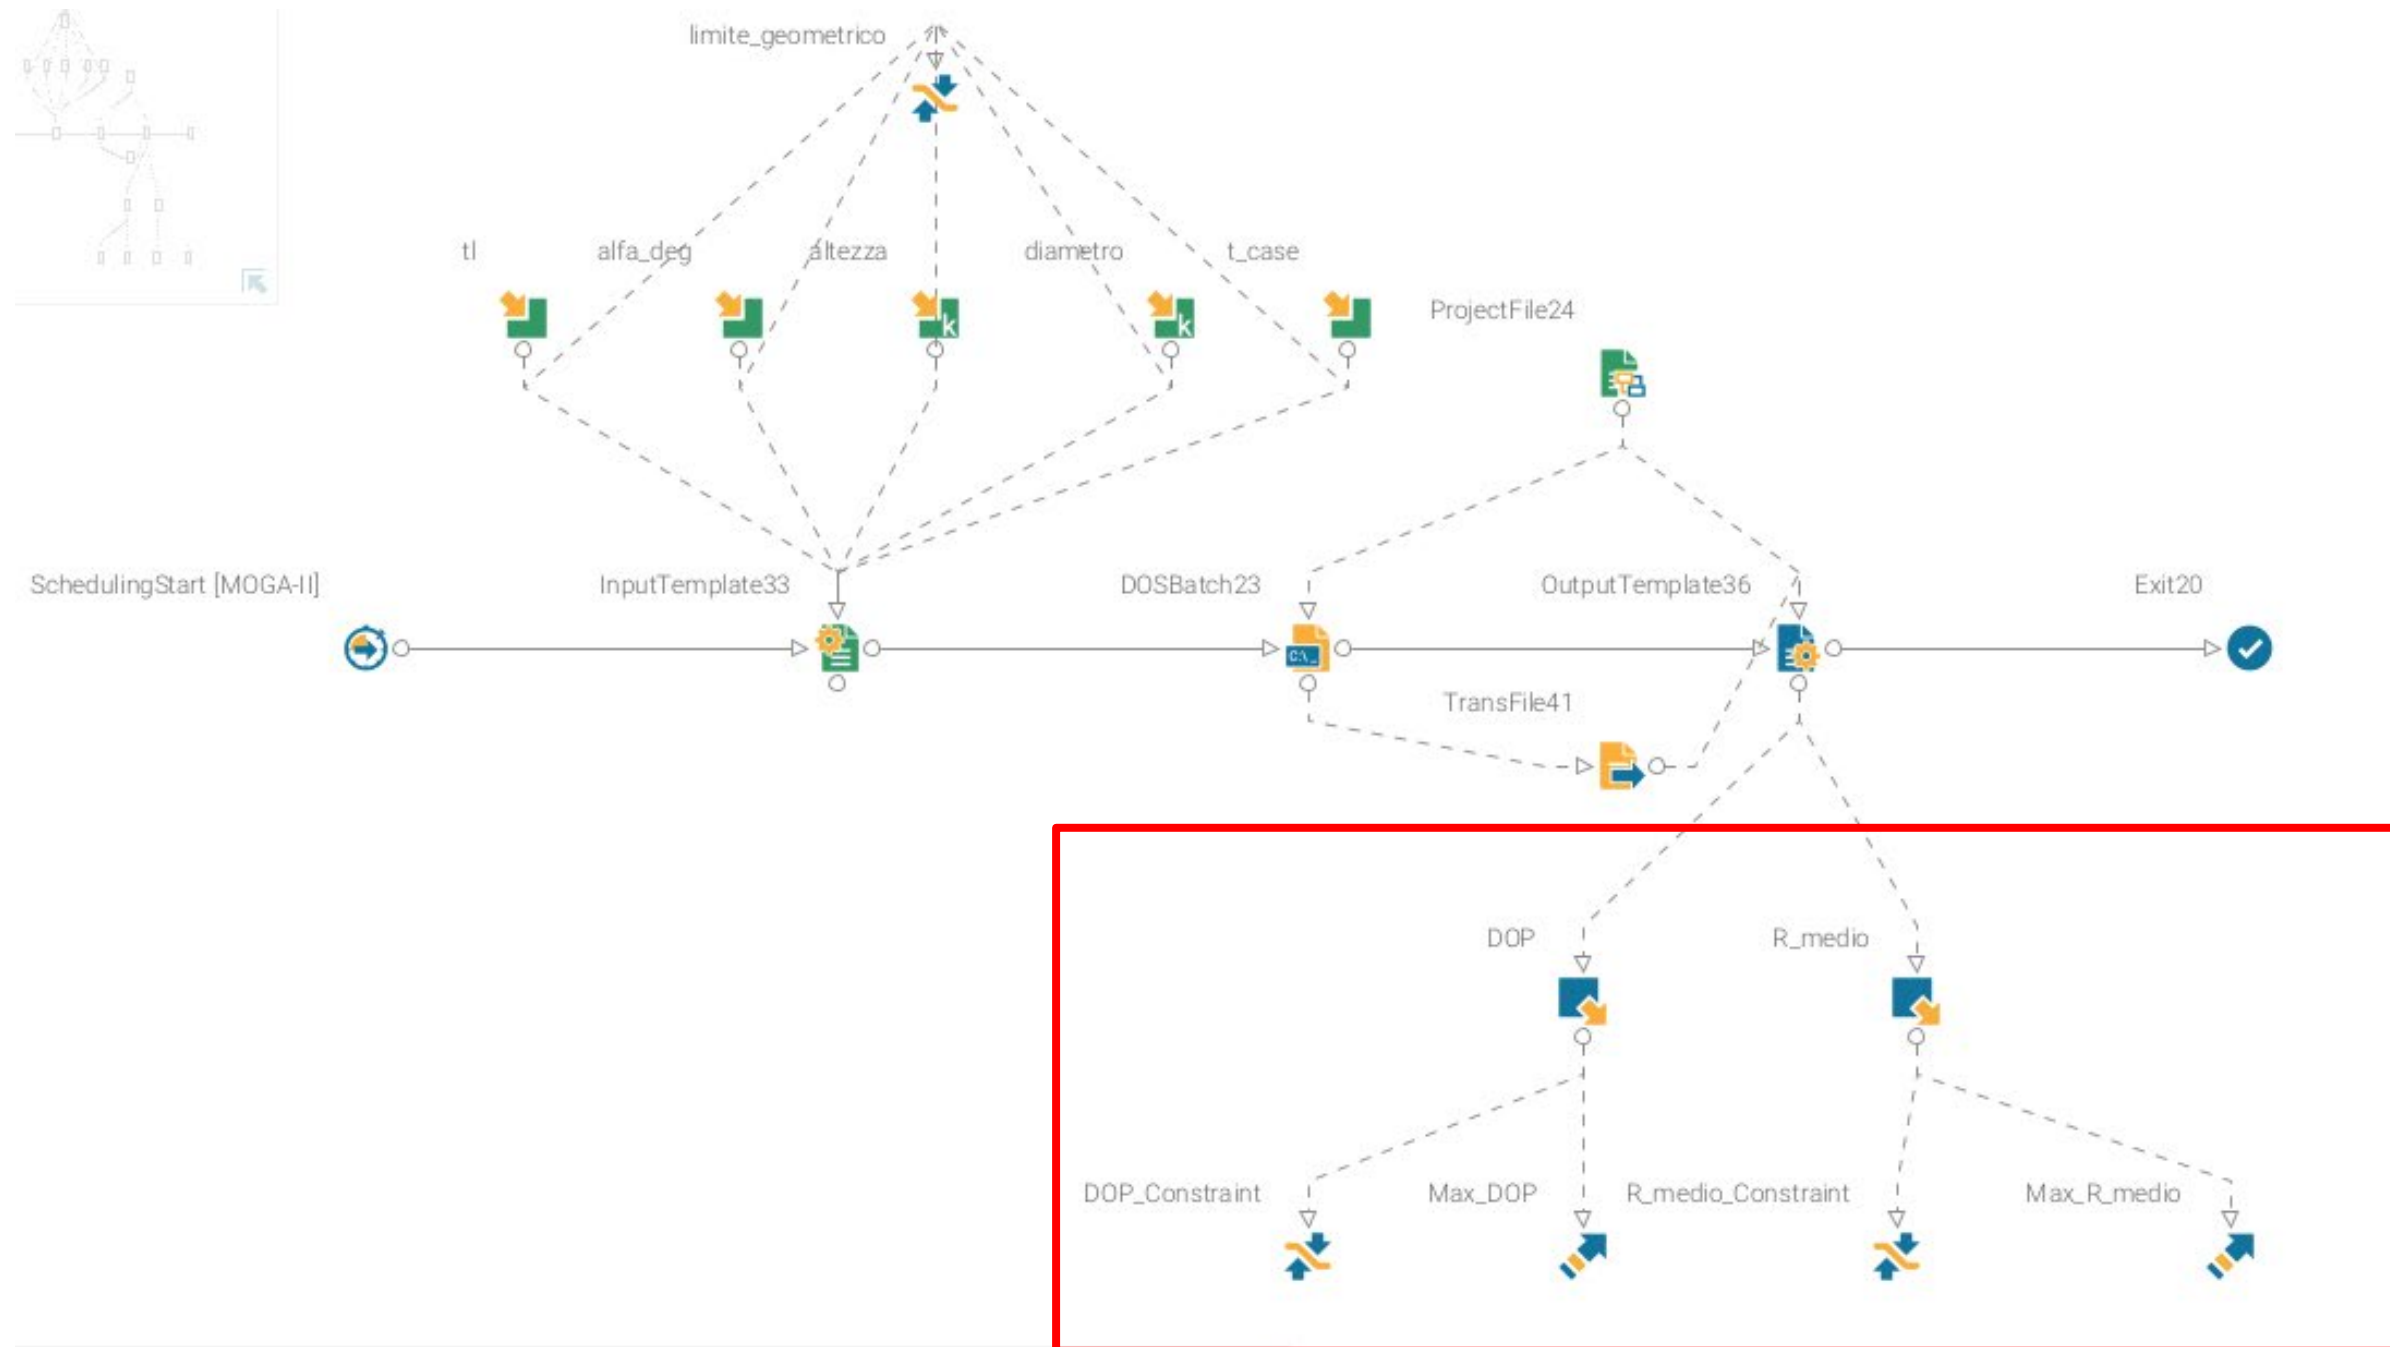 limite_geometrico
tl
alfa_deg
altezza
diametro
t_case
k
k
ProjectFile24
SchedulingStart [MOGA-II]
InputTemplate33
DOSBatch23
OutputTemplate36
Exit20
C:\_
TransFile41
DOP
R_medio
DOP_Constraint
Max_DOP
R_medio_Constraint
Max_R_medio